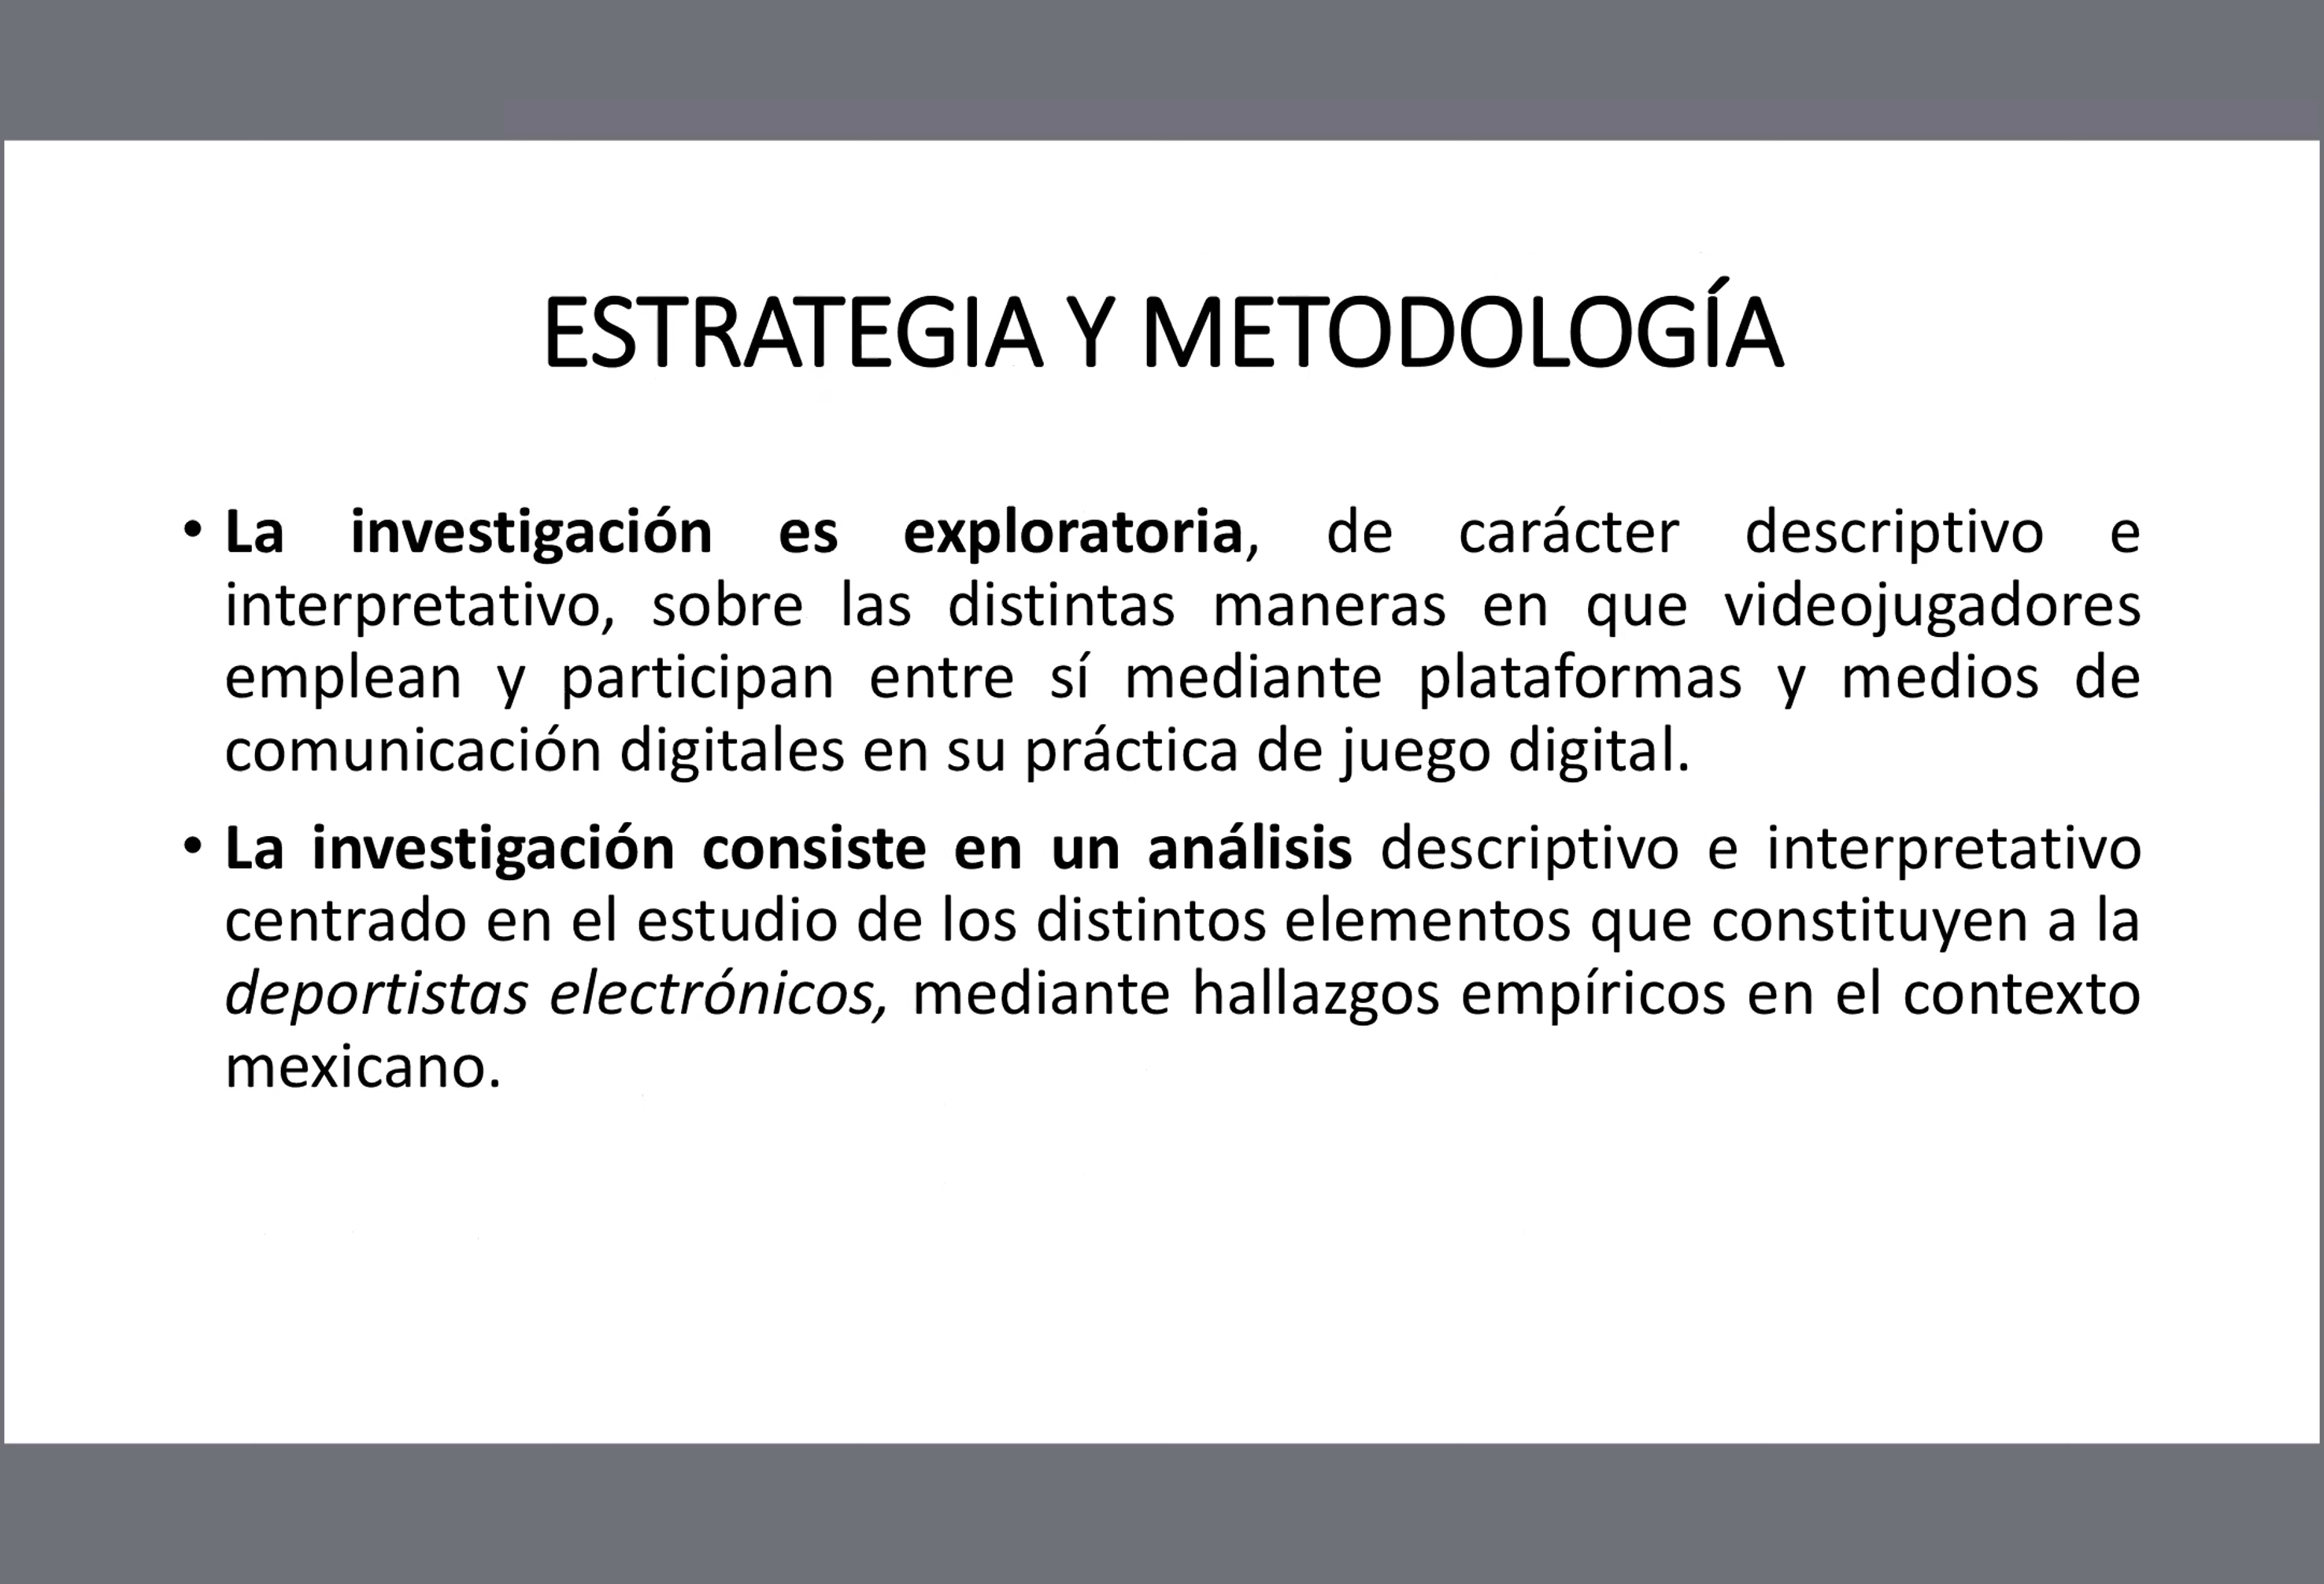 ESTRATEGIA Y METODOLOGÍA
• La investigación es exploratoria, de carácter descriptivo e
interpretativo, sobre las distintas maneras en que videojugadores
emplean y participan entre sí mediante plataformas y medios de
comunicación digitales en su práctica de juego digital.
• La investigación consiste en un análisis descriptivo e interpretativo
centrado en el estudio de los distintos elementos que constituyen a la
deportistas electrónicos, mediante hallazgos empíricos en el contexto
mexicano.